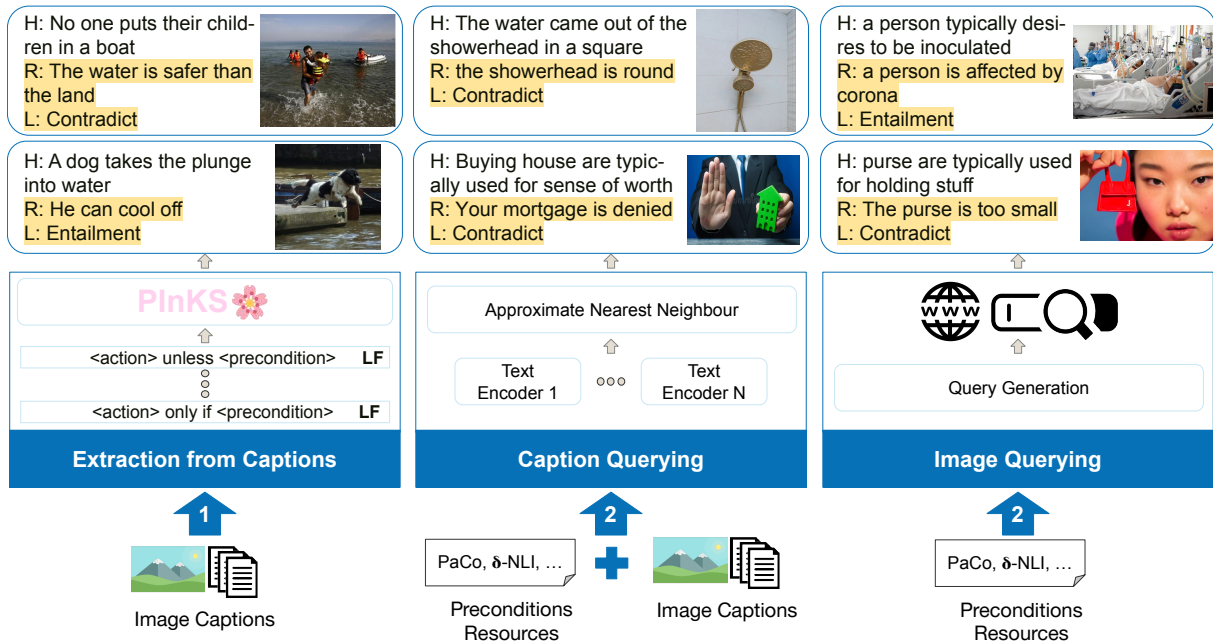 H: No one puts their chil-
dren in a boat
R: The water is safer than
the land
L: Contradict
H: The water came out of the
showerhead in a square
R: the showerhead is round
L: Contradict
H: a person typically desi-
res to be inoculated
R: a person is affected by
corona
L: Entailment
H: A dog takes the plunge
into water
R: He can cool off
L: Entailment
H: Buying house are typic-
ally used for sense of worth
R: Your mortgage is denied
L: Contradict
H: purse are typically used
for holding stuff
R: The purse is too small
L: Contradict
PInKS
<action> unless <precondition> LF
<action> only if <precondition> LF
Extraction from Captions
1
Image Captions
Approximate Nearest Neighbour
Text
Encoder 1
Text
Encoder N
Caption Querying
2
PaCo, δ-NLI, ...
Preconditions
Resources
Image Captions
www
Query Generation
Image Querying
2
PaCo, δ-NLI, ...
Preconditions
Resources